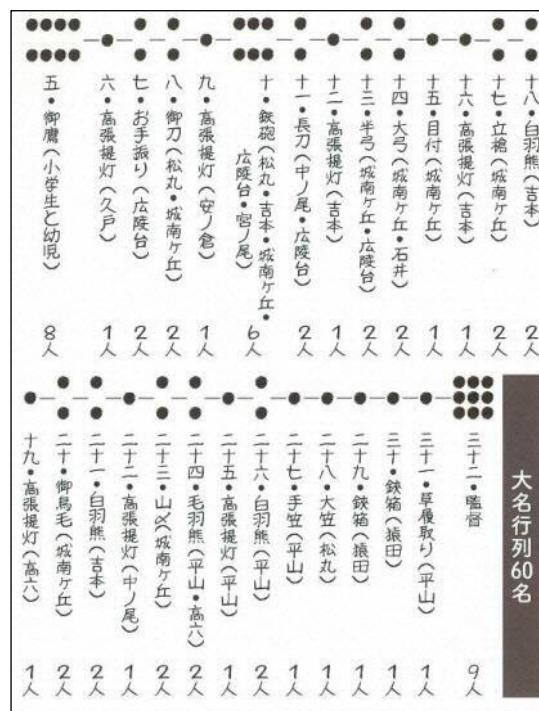 十八・白羽熊(吉本) 2人
十七・立槍(城南ヶ丘) 2人
十六・高張提灯(吉本) 1人
十五・目付(城南ヶ丘) 1人
十四・大弓(城南ヶ丘・石井) 2人
十三・半弓(城南ヶ丘・広陵台) 2人
十二・高張提灯(吉本) 1人
十一・長刀(中ノ尾・広陵台) 2人
十・鉄砲(松丸・吉本・城南ヶ丘・
広陵台・宮ノ尾) 6人
九・高張提灯(安ノ倉) 1人
八・御刀(松丸・城南ヶ丘) 2人
七・お手振り(広陵台) 2人
六・高張提灯(久戸) 1人
五・御鷹(小学生と幼児) 8人
大名行列60名
三十二・監督 9人
三十一・草履取り(平山) 1人
三十・鋏箱(猿田) 1人
二十九・鋏箱(猿田) 1人
二十八・大笠(松丸) 1人
二十七・手笠(平山) 1人
二十六・白羽熊(平山) 2人
二十五・高張提灯(平山) 1人
二十四・毛羽熊(平山・高六) 2人
二十三・山〆(城南ヶ丘) 2人
二十二・高張提灯(中ノ尾) 1人
二十一・白羽熊(吉本) 2人
二十・御鳥毛(城南ヶ丘) 2人
十九・高張提灯(高六) 1人